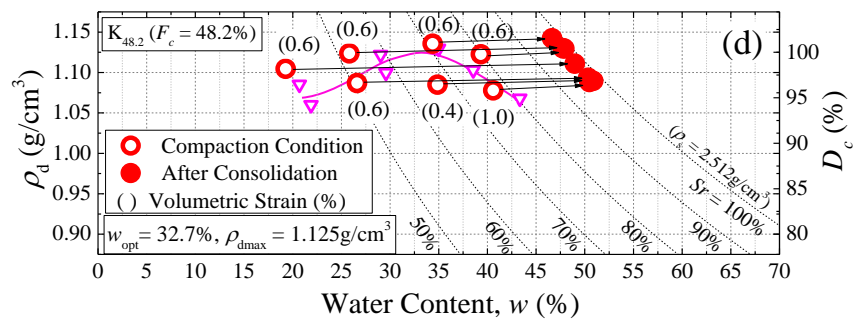 K48.2 (Fc = 48.2%)
(0.6) (0.6) (0.6) (0.6)
(d)
(0.6) (0.4) (1.0)
Compaction Condition
After Consolidation
( ) Volumetric Strain (%)
wopt = 32.7%, ρdmax = 1.125g/cm³
50% 60% 70% 80% 90% Sr = 100%
(ρs = 2.512g/cm³)
1.15
1.10
1.05
1.00
0.95
0.90
ρd (g/cm³)
100
95
90
85
80
Dc (%)
0 5 10 15 20 25 30 35 40 45 50 55 60 65 70
Water Content, w (%)